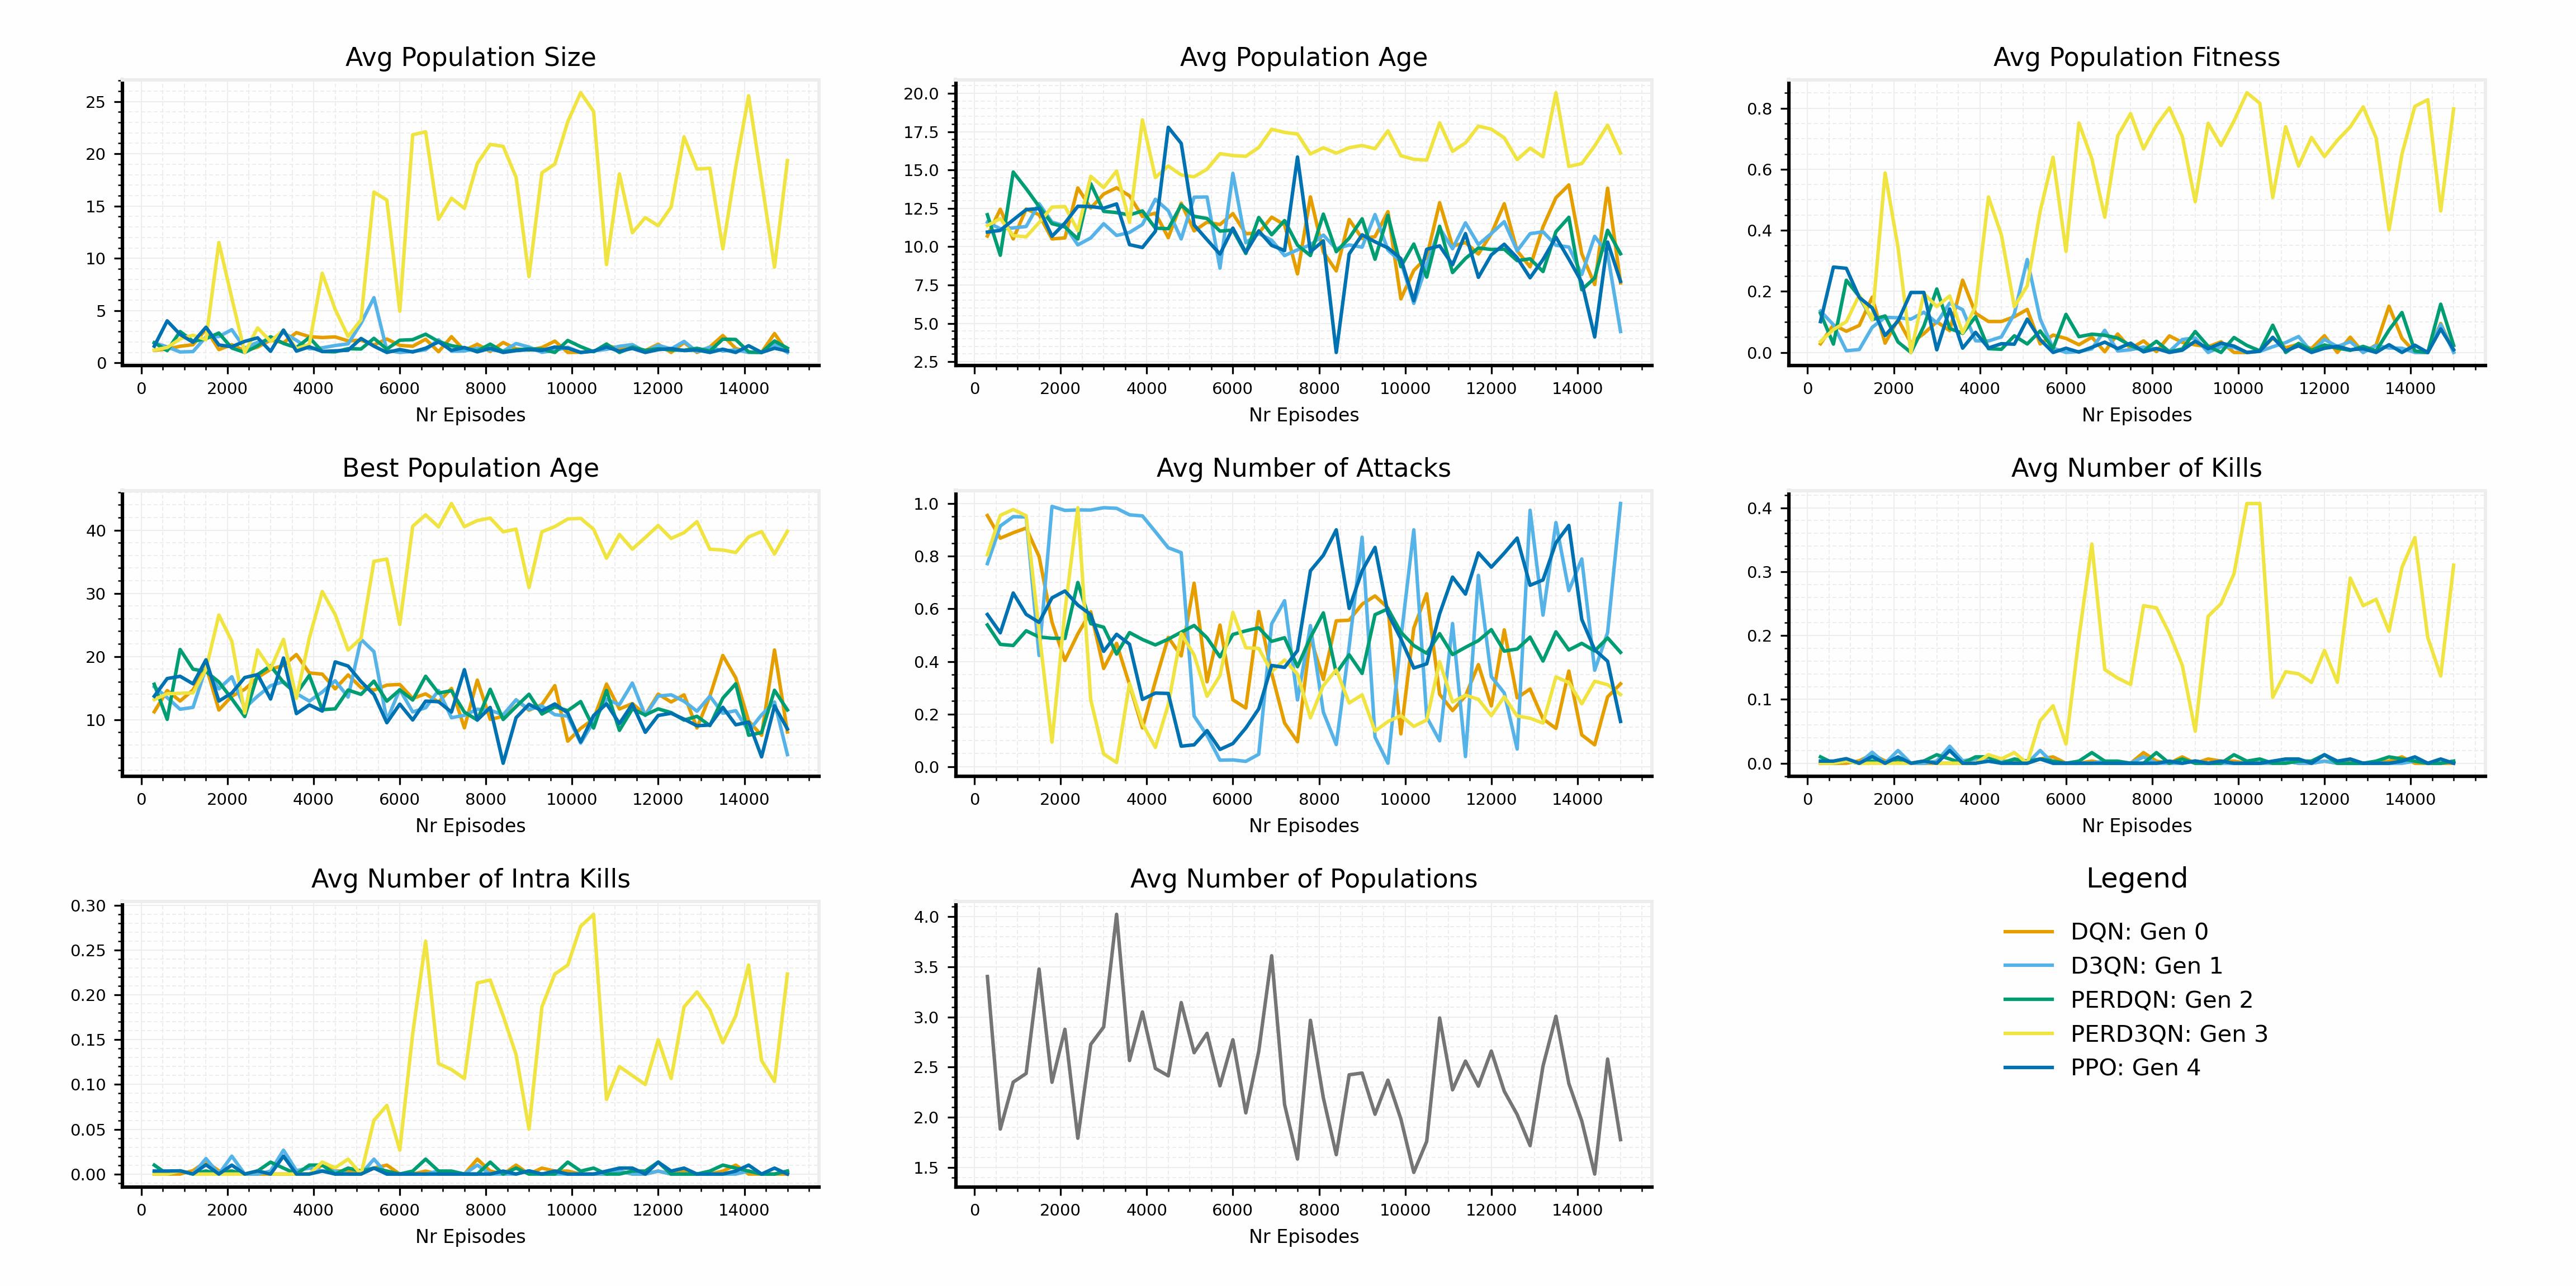 Avg Population Size
25
20
15
10
5
0
0 2000 4000 6000 8000 10000 12000 14000
Nr Episodes
Avg Population Age
20.0
17.5
15.0
12.5
10.0
7.5
5.0
2.5
0 2000 4000 6000 8000 10000 12000 14000
Nr Episodes
Avg Population Fitness
0.8
0.6
0.4
0.2
0.0
0 2000 4000 6000 8000 10000 12000 14000
Nr Episodes
Best Population Age
40
30
20
10
0 2000 4000 6000 8000 10000 12000 14000
Nr Episodes
Avg Number of Attacks
1.0
0.8
0.6
0.4
0.2
0.0
0 2000 4000 6000 8000 10000 12000 14000
Nr Episodes
Avg Number of Kills
0.4
0.3
0.2
0.1
0.0
0 2000 4000 6000 8000 10000 12000 14000
Nr Episodes
Avg Number of Intra Kills
0.30
0.25
0.20
0.15
0.10
0.05
0.00
0 2000 4000 6000 8000 10000 12000 14000
Nr Episodes
Avg Number of Populations
4.0
3.5
3.0
2.5
2.0
1.5
0 2000 4000 6000 8000 10000 12000 14000
Nr Episodes
Legend
DQN: Gen 0
D3QN: Gen 1
PERDQN: Gen 2
PERD3QN: Gen 3
PPO: Gen 4